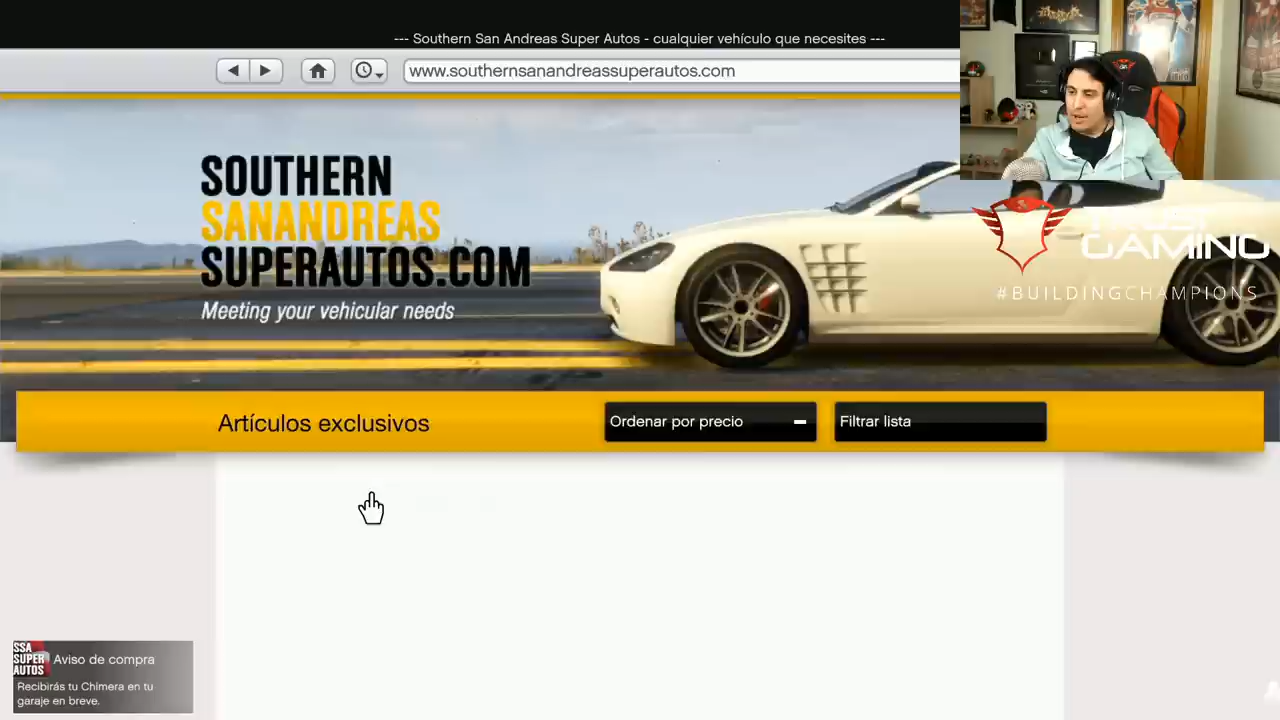 --- Southern San Andreas Super Autos - cualquier vehículo que necesites ---
www.southernsanandreassuperautos.com
SOUTHERN
SANANDREAS
SUPERAUTOS.COM
Meeting your vehicular needs
TRUST
GAMING
#BUILDINGCHAMPIONS
Artículos exclusivos
Ordenar por precio
Filtrar lista
SSA
SUPER
AUTOS
Aviso de compra
Recibirás tu Chimera en tu
garaje en breve.